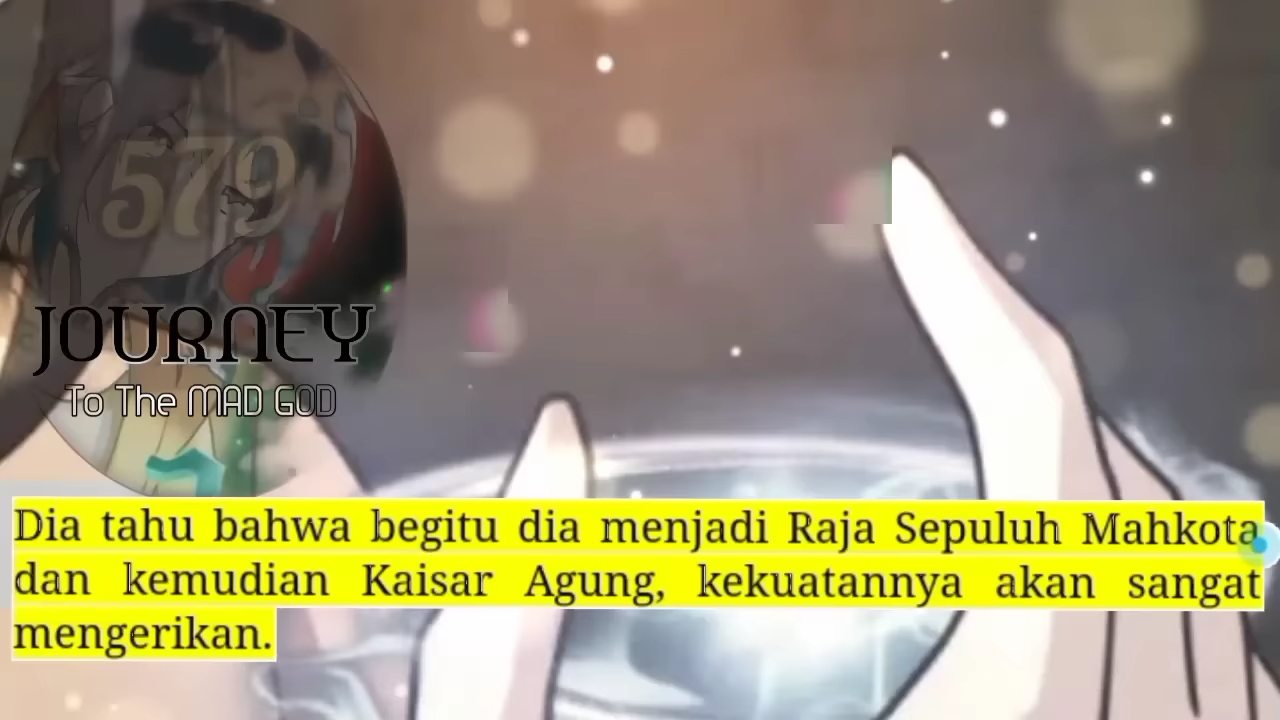 579
JOURNEY
To The MAD GOD
Dia tahu bahwa begitu dia menjadi Raja Sepuluh Mahkota
dan kemudian Kaisar Agung, kekuatannya akan sangat
mengerikan.